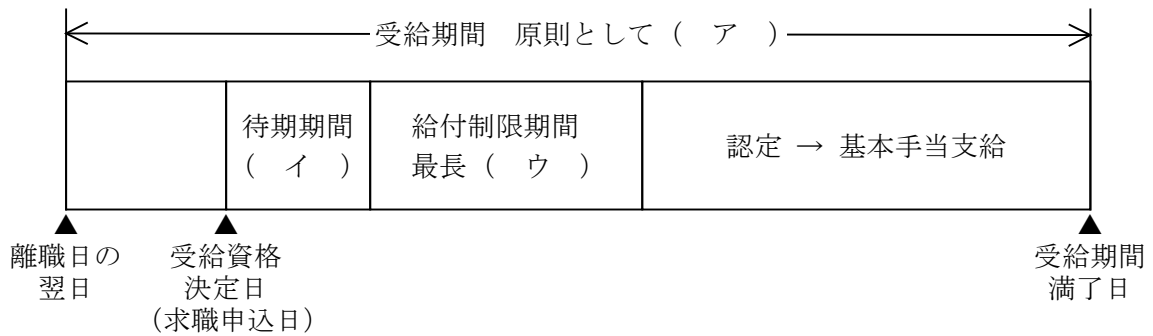 受給期間 原則として( ア )
待期期間
( イ )
給付制限期間
最長( ウ )
認定 → 基本手当支給
離職日の
翌日
受給資格
決定日
(求職申込日)
受給期間
満了日